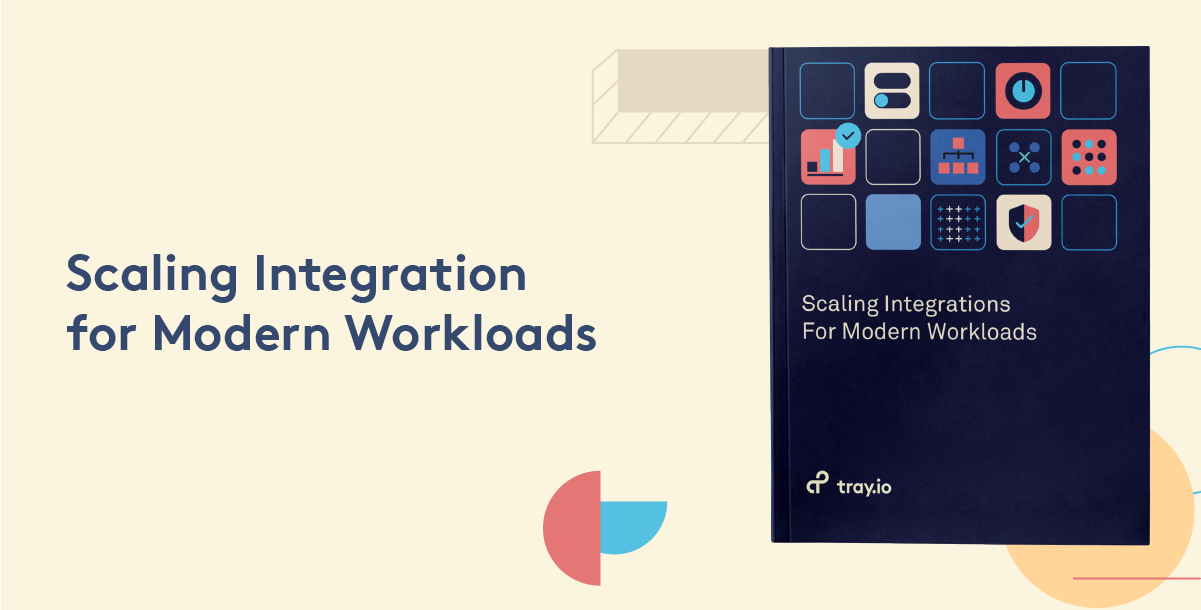 Scaling Integration
for Modern Workloads
Scaling Integrations
For Modern Workloads
tray.io